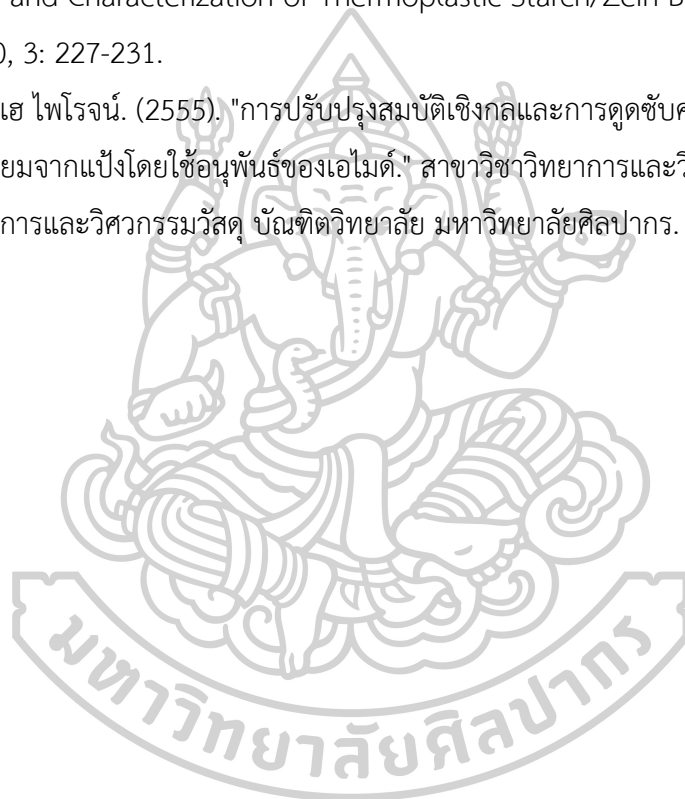 and Characterization of Thermoplastic Starch/Zein B
, 3: 227-231.
เฮ ไพโรจน์. (2555). "การปรับปรุงสมบัติเชิงกลและการดูดซับ
ยมจากแป้งโดยใช้อนุพันธ์ของเอไมด์." สาขาวิชาวิทยาการและวิ
การและวิศวกรรมวัสดุ บัณฑิตวิทยาลัย มหาวิทยาลัยศิลปากร.
มหาวิทยาลัยศิลปากร